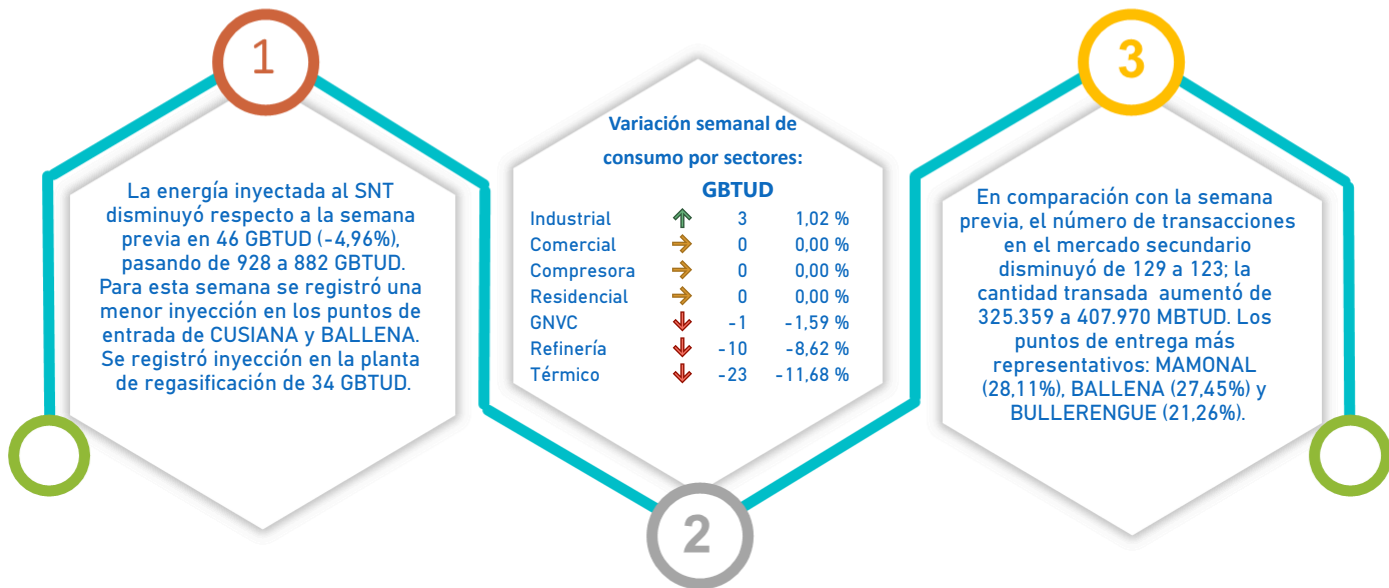 1
La energía inyectada al SNT
disminuyó respecto a la semana
previa en 46 GBTUD (-4,96%),
pasando de 928 a 882 GBTUD.
Para esta semana se registró una
menor inyección en los puntos de
entrada de CUSIANA y BALLENA.
Se registró inyección en la planta
de regasificación de 34 GBTUD.
Variación semanal de
consumo por sectores:
GBTUD
Industrial 3 1,02 %
Comercial 0 0,00 %
Compresora 0 0,00 %
Residencial 0 0,00 %
GNVC -1 -1,59 %
Refinería -10 -8,62 %
Térmico -23 -11,68 %
2
3
En comparación con la semana
previa, el número de transacciones
en el mercado secundario
disminuyó de 129 a 123; la
cantidad transada aumentó de
325.359 a 407.970 MBTUD. Los
puntos de entrega más
representativos: MAMONAL
(28,11%), BALLENA (27,45%) y
BULLERENGUE (21,26%).